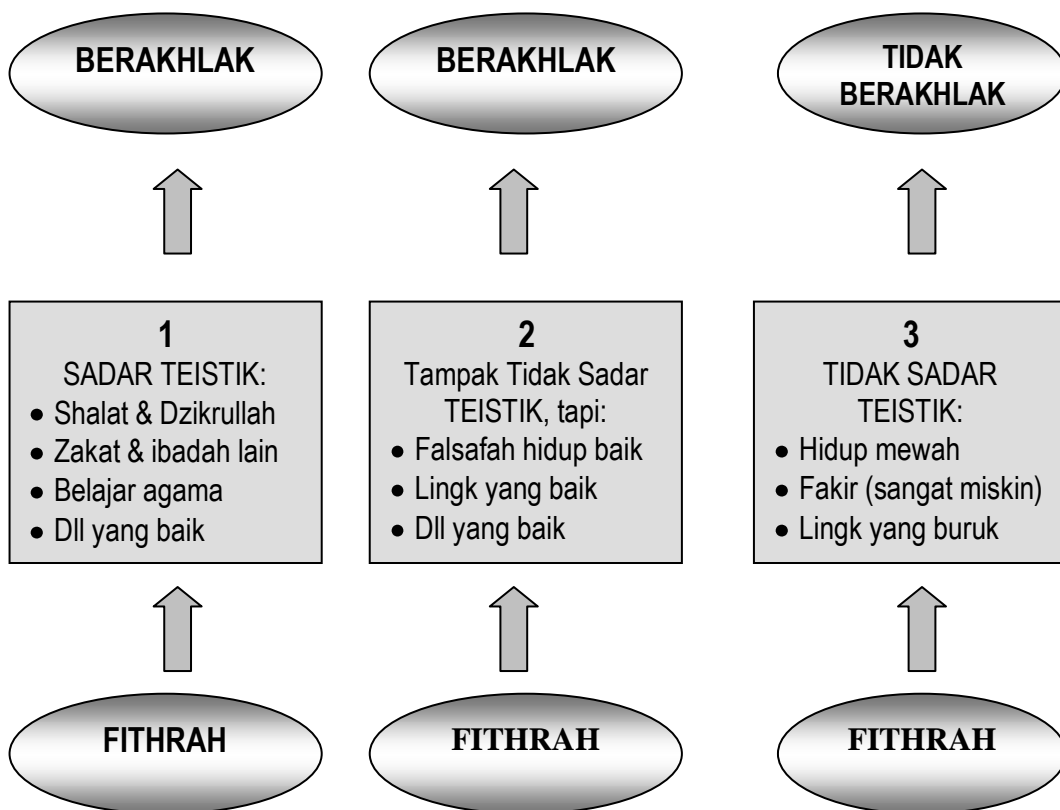 BERAKHLAK
BERAKHLAK
TIDAK
BERAKHLAK
1
SADAR TEISTIK:
● Shalat & Dzikrullah
● Zakat & ibadah lain
● Belajar agama
● Dll yang baik
2
Tampak Tidak Sadar
TEISTIK, tapi:
● Falsafah hidup baik
● Lingk yang baik
● Dll yang baik
3
TIDAK SADAR
TEISTIK:
● Hidup mewah
● Fakir (sangat miskin)
● Lingk yang buruk
FITHRAH
FITHRAH
FITHRAH